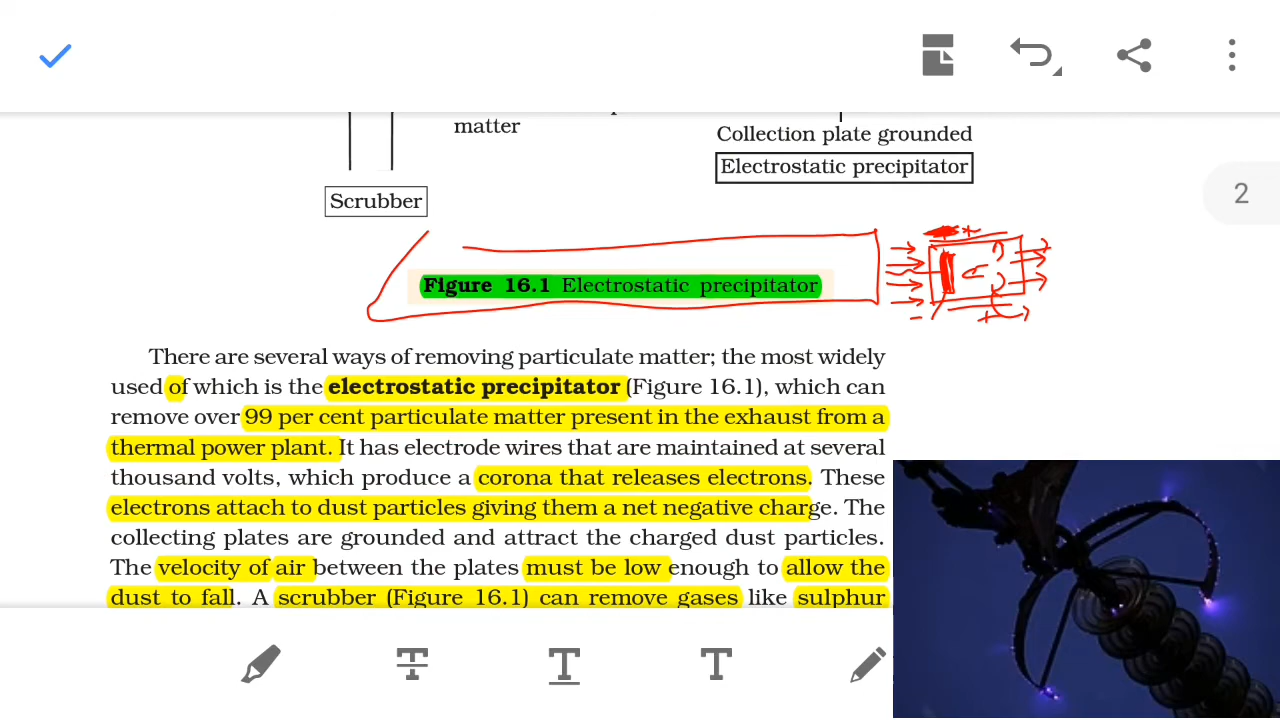 matter
Collection plate grounded
Electrostatic precipitator
Scrubber
2
Figure 16.1 Electrostatic precipitator
There are several ways of removing particulate matter; the most widely
used of which is the electrostatic precipitator (Figure 16.1), which can
remove over 99 per cent particulate matter present in the exhaust from a
thermal power plant. It has electrode wires that are maintained at several
thousand volts, which produce a corona that releases electrons. These
electrons attach to dust particles giving them a net negative charge. The
collecting plates are grounded and attract the charged dust particles.
The velocity of air between the plates must be low enough to allow the
dust to fall. A scrubber (Figure 16.1) can remove gases like sulphur
T T T